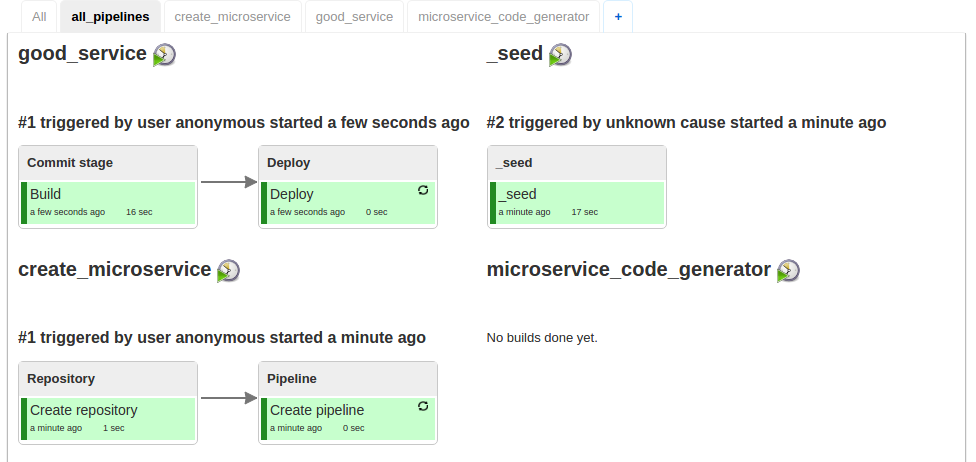 All all_pipelines create_microservice good_service microservice_code_generator +
good_service
#1 triggered by user anonymous started a few seconds ago
Commit stage
Build
a few seconds ago 16 sec
Deploy
Deploy
a few seconds ago 0 sec
_seed
#2 triggered by unknown cause started a minute ago
_seed
_seed
a minute ago 17 sec
create_microservice
#1 triggered by user anonymous started a minute ago
Repository
Create repository
a minute ago 1 sec
Pipeline
Create pipeline
a minute ago 0 sec
microservice_code_generator
No builds done yet.